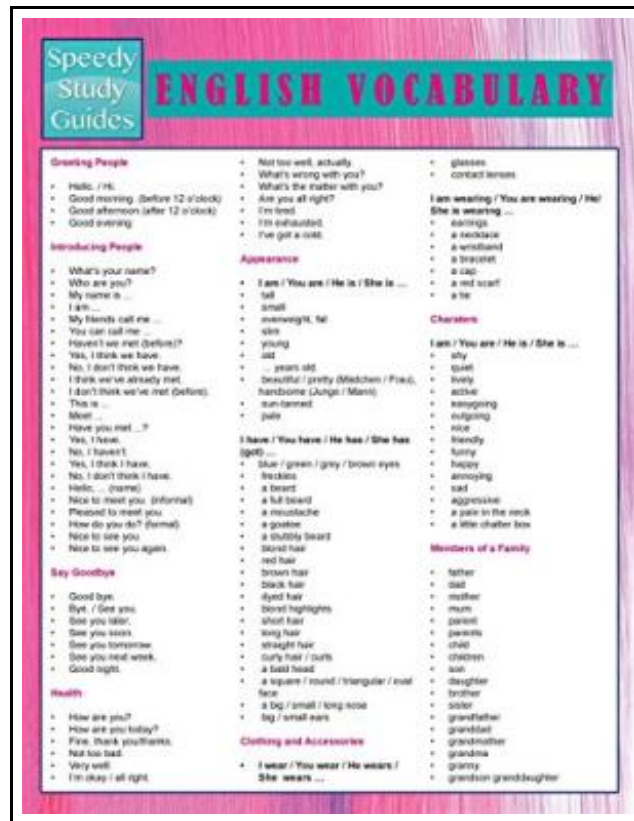 Speedy
Study
Guides
ENGLISH VOCABULARY
Greeting People
• Hello. / Hi.
• Good morning. (before 12 o'clock)
• Good afternoon (after 12 o'clock)
• Good evening.
Introducing People
• What's your name?
• Who are you?
• My name is ...
• I am ...
• My friends call me ...
• You can call me ...
• Haven't we met (before)?
• Yes, I think we have.
• No, I don't think we have.
• I think we've already met.
• I don't think we've met (before).
• This is ...
• Meet ...
• Have you met ...?
• Yes, I have.
• No, I haven't.
• Yes, I think I have.
• No, I don't think I have.
• Hello, ... (name)
• Nice to meet you. (informal)
• Pleased to meet you.
• How do you do? (formal)
• Nice to see you.
• Nice to see you again.
Say Goodbye
• Good bye.
• Bye. / See you.
• See you later.
• See you soon.
• See you tomorrow.
• See you next week.
• Good night.
Health
• How are you?
• How are you today?
• Fine, thank you/thanks.
• Not too bad.
• Very well.
• I'm okay / all right.
• Not too well, actually.
• What's wrong with you?
• What's the matter with you?
• Are you all right?
• I'm tired.
• I'm exhausted.
• I've got a cold.
Appearance
• I am / You are / He is / She is ...
• tall
• small
• overweight, fat
• slim
• young
• old
• ... years old
• beautiful / pretty (Mädchen / Frau),
handsome (Junge / Mann)
• sun-tanned
• pale
I have / You have / He has / She has
(got) ...
• blue / green / grey / brown eyes
• freckles
• a beard
• a full beard
• a moustache
• a goatee
• a stubbly beard
• blond hair
• red hair
• brown hair
• black hair
• dyed hair
• blond highlights
• short hair
• long hair
• straight hair
• curly hair / curls
• a bald head
• a square / round / triangular / oval
face
• a big / small / long nose
• big / small ears
Clothing and Accessories
• I wear / You wear / He wears /
She wears ...
• glasses
• contact lenses
I am wearing / You are wearing / He/
She is wearing ...
• earrings
• a necklace
• a wristband
• a bracelet
• a cap
• a red scarf
• a tie
Charaters
I am / You are / He is / She is ...
• shy
• quiet
• lively
• active
• easygoing
• outgoing
• nice
• friendly
• funny
• happy
• annoying
• sad
• aggressive
• a pain in the neck
• a little chatter box
Members of a Family
• father
• dad
• mother
• mum
• parent
• parents
• child
• children
• son
• daughter
• brother
• sister
• grandfather
• granddad
• grandmother
• grandma
• granny
• grandson granddaughter